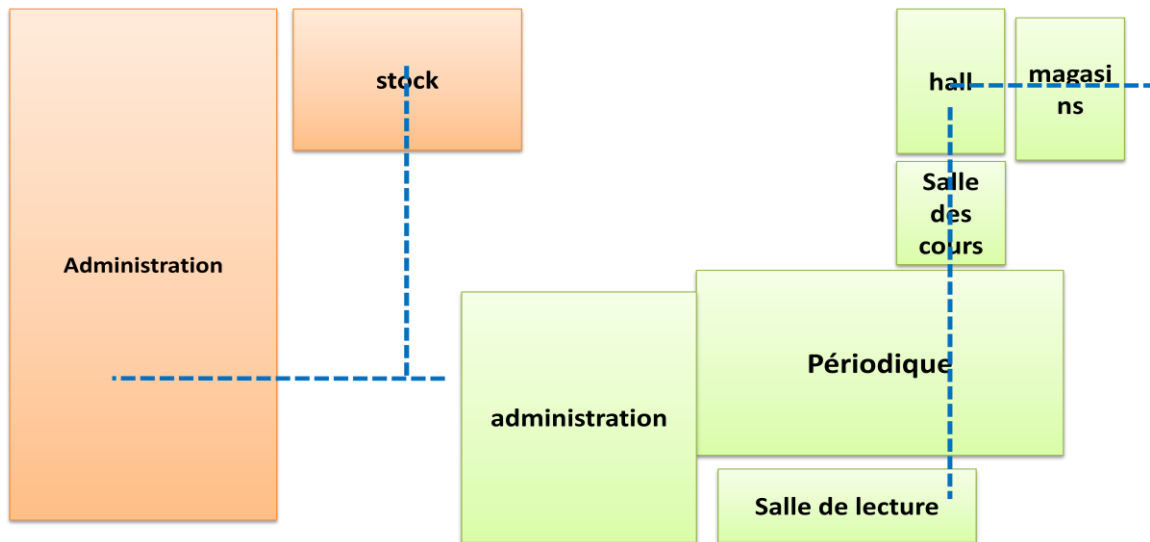 stock
hall
magasi
ns
Salle
des
cours
Administration
Périodique
administration
Salle de lecture